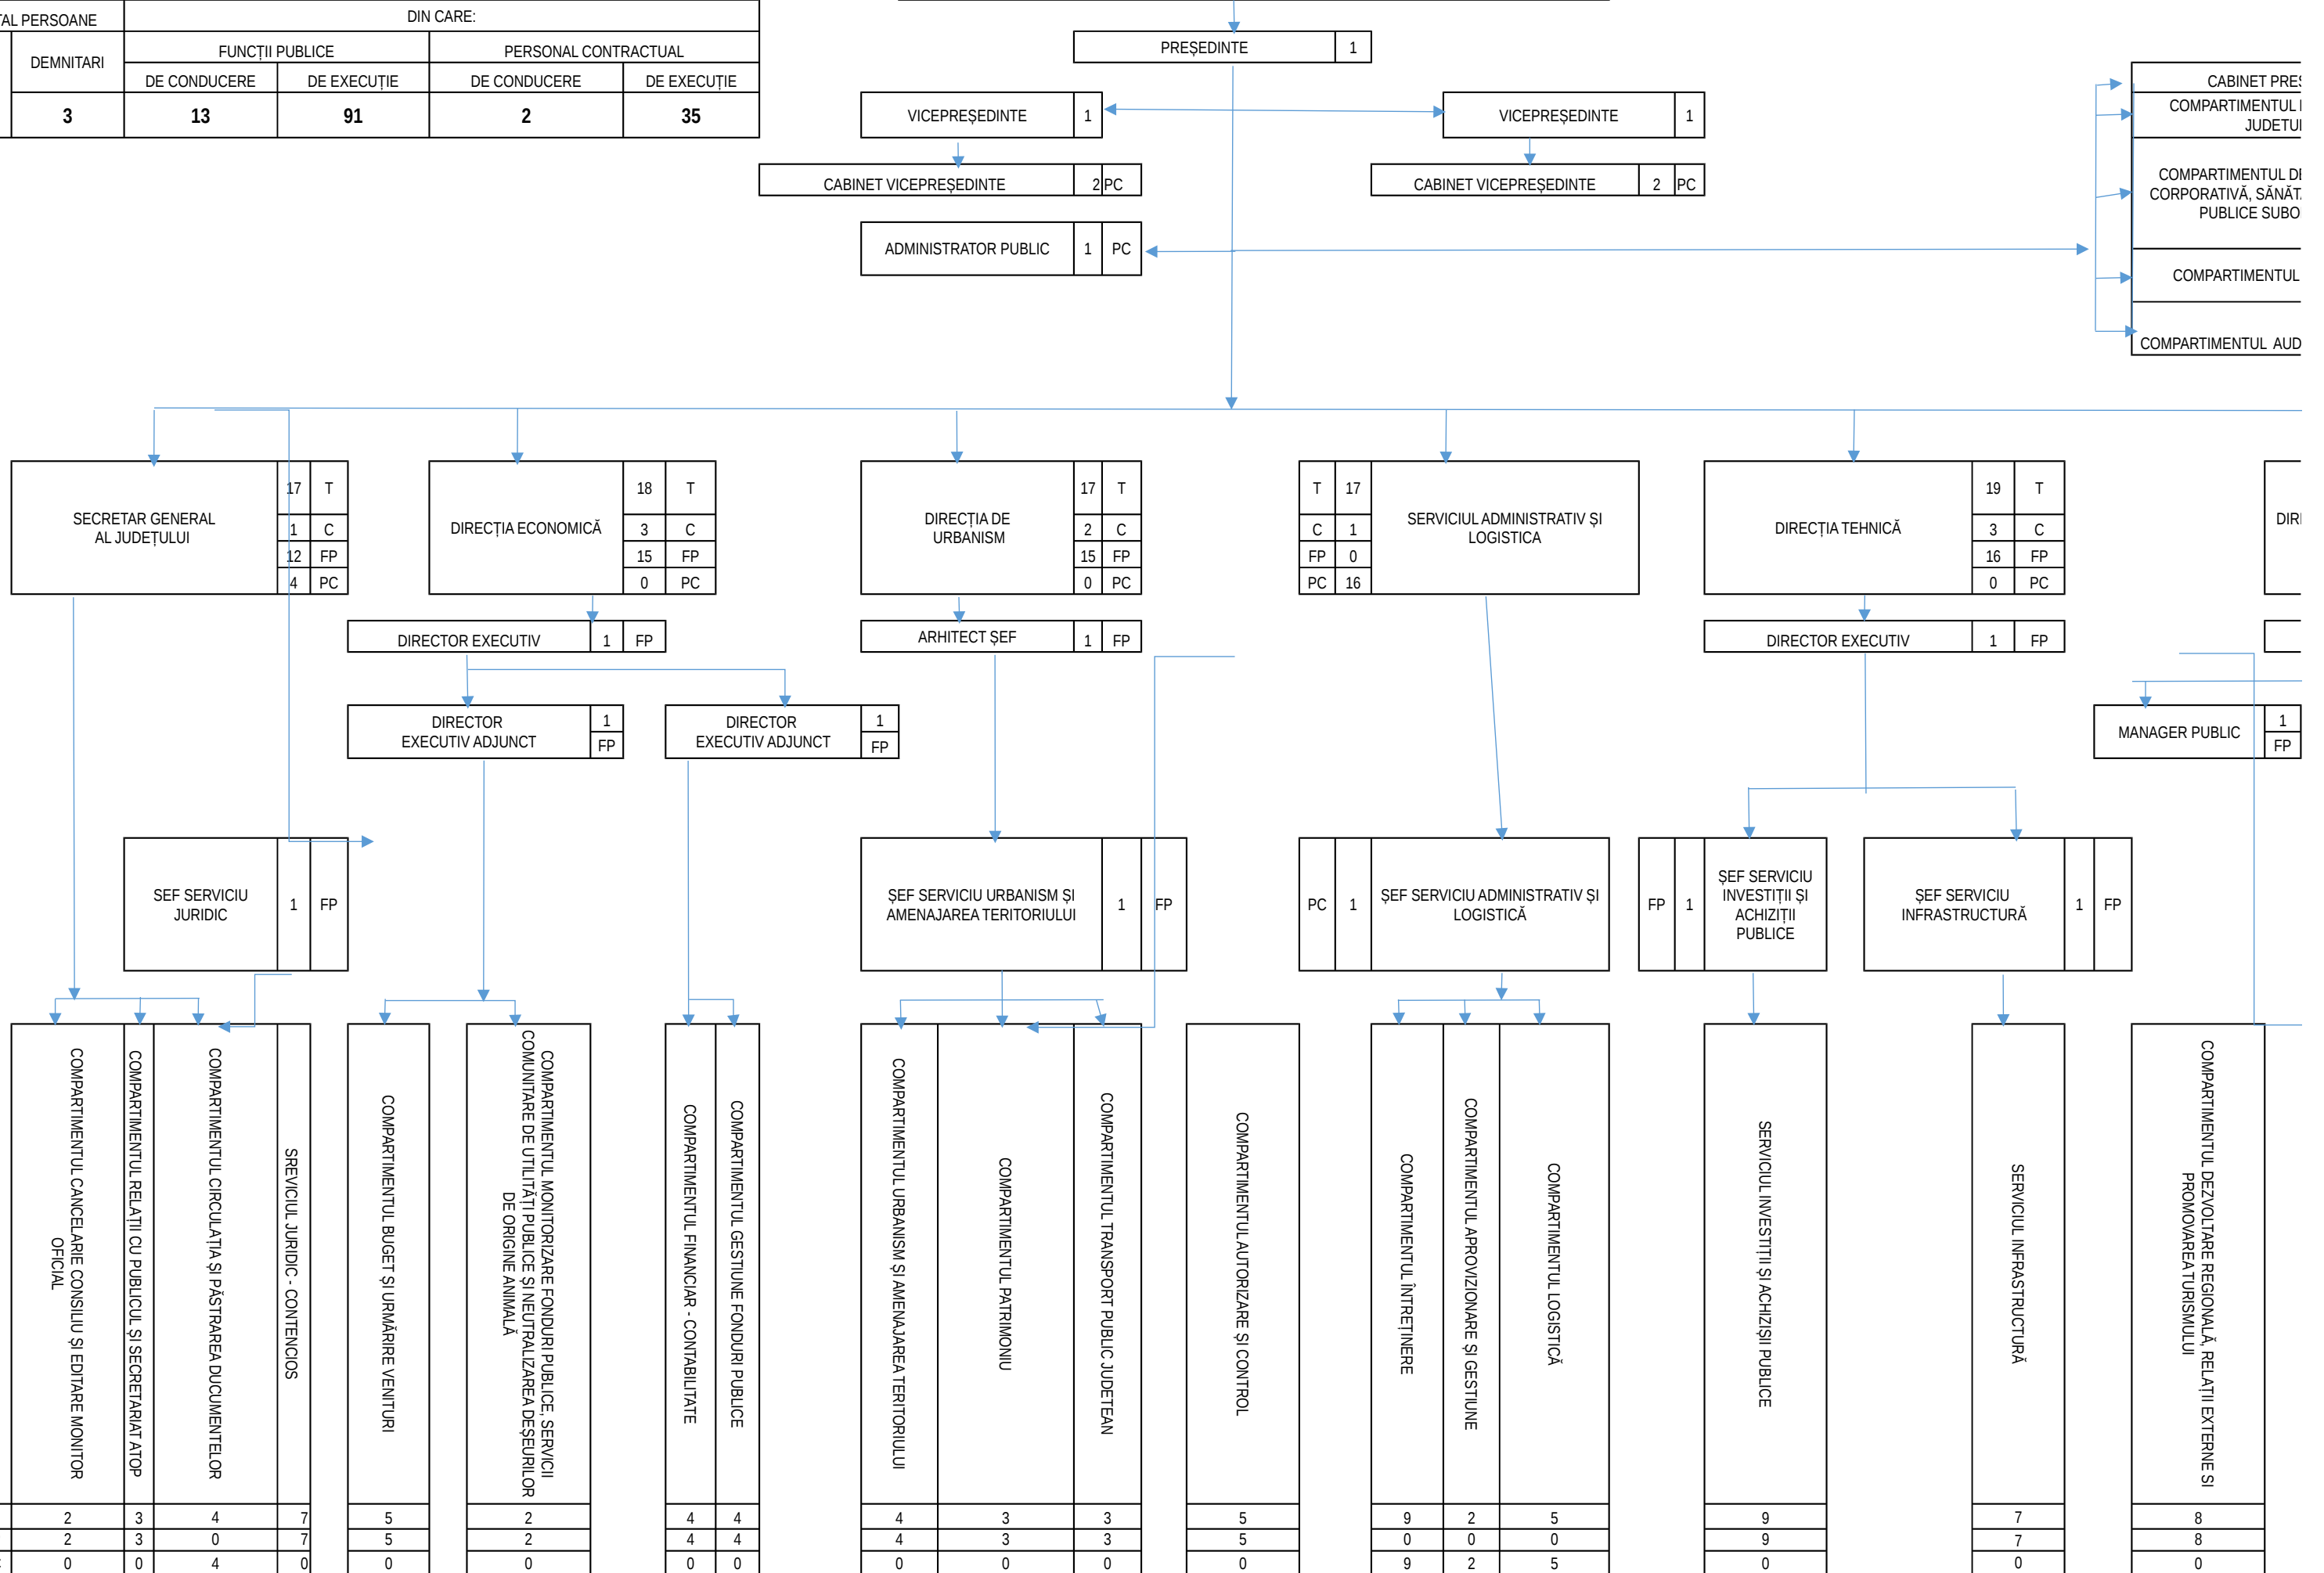 TAL PERSOANE
DIN CARE:
DEMNITARI
FUNCȚII PUBLICE
PERSONAL CONTRACTUAL
DE CONDUCERE
DE EXECUȚIE
DE CONDUCERE
DE EXECUȚIE
3
13
91
2
35
PREȘEDINTE 1
VICEPREȘEDINTE 1
VICEPREȘEDINTE 1
CABINET VICEPREȘEDINTE 2 PC
CABINET VICEPREȘEDINTE 2 PC
ADMINISTRATOR PUBLIC 1 PC
CABINET PREȘ
COMPARTIMENTUL
JUDETUL
COMPARTIMENTUL DE
CORPORATIVĂ, SĂNĂT
PUBLICE SUBO
COMPARTIMENTUL
COMPARTIMENTUL AUD
SECRETAR GENERAL
AL JUDEȚULUI
17 T
1 C
12 FP
4 PC
DIRECȚIA ECONOMICĂ
18 T
3 C
15 FP
0 PC
DIRECȚIA DE
URBANISM
17 T
2 C
15 FP
0 PC
T 17
C 1
FP 0
PC 16
SERVICIUL ADMINISTRATIV ȘI
LOGISTICA
DIRECȚIA TEHNICĂ
19 T
3 C
16 FP
0 PC
DIRE
DIRECTOR EXECUTIV 1 FP
ARHITECT ȘEF 1 FP
DIRECTOR EXECUTIV 1 FP
DIRECTOR
EXECUTIV ADJUNCT
1
FP
DIRECTOR
EXECUTIV ADJUNCT
1
FP
MANAGER PUBLIC
1
FP
SEF SERVICIU
JURIDIC
1 FP
ȘEF SERVICIU URBANISM ȘI
AMENAJAREA TERITORIULUI
1 FP
PC 1
ȘEF SERVICIU ADMINISTRATIV ȘI
LOGISTICĂ
FP 1
ȘEF SERVICIU
INVESTIȚII ȘI
ACHIZIȚII
PUBLICE
ȘEF SERVICIU
INFRASTRUCTURĂ
1 FP
COMPARTIMENTUL CANCELARIE CONSILIU ȘI EDITARE MONITOR
OFICIAL
COMPARTIMENTUL RELAȚII CU PUBLICUL ȘI SECRETARIAT ATOP
COMPARTIMENTUL CIRCULAȚIA ȘI PĂSTRAREA DUCUMENTELOR
SREVICIUL JURIDIC - CONTENCIOS
COMPARTIMENTUL BUGET ȘI URMĂRIRE VENITURI
COMPARTIMENTUL MONITORIZARE FONDURI PUBLICE, SERVICII
COMUNITARE DE UTILITĂȚI PUBLICE ȘI NEUTRALIZAREA DEȘEURILOR
DE ORIGINE ANIMALĂ
COMPARTIMENTUL FINANCIAR - CONTABILITATE
COMPARTIMENTUL GESTIUNE FONDURI PUBLICE
COMPARTIMENTUL URBANISM ȘI AMENAJAREA TERITORIULUI
COMPARTIMENTUL PATRIMONIU
COMPARTIMENTUL TRANSPORT PUBLIC JUDETEAN
COMPARTIMENTUL AUTORIZARE ȘI CONTROL
COMPARTIMENTUL ÎNTREȚINERE
COMPARTIMENTUL APROVIZIONARE ȘI GESTIUNE
COMPARTIMENTUL LOGISTICĂ
SERVICIUL INVESTIȚII ȘI ACHIZIȘII PUBLICE
SERVICIUL INFRASTRUCTURĂ
COMPARTIMENTUL DEZVOLTARE REGIONALĂ, RELAȚII EXTERNE SI
PROMOVAREA TURISMULUI
2 3 4 7 5 2 4 4 4 3 3 5 9 2 5 9 7 8
2 3 0 7 5 2 4 4 4 3 3 5 0 0 0 9 7 8
0 0 4 0 0 0 0 0 0 0 0 0 9 2 5 0 0 0